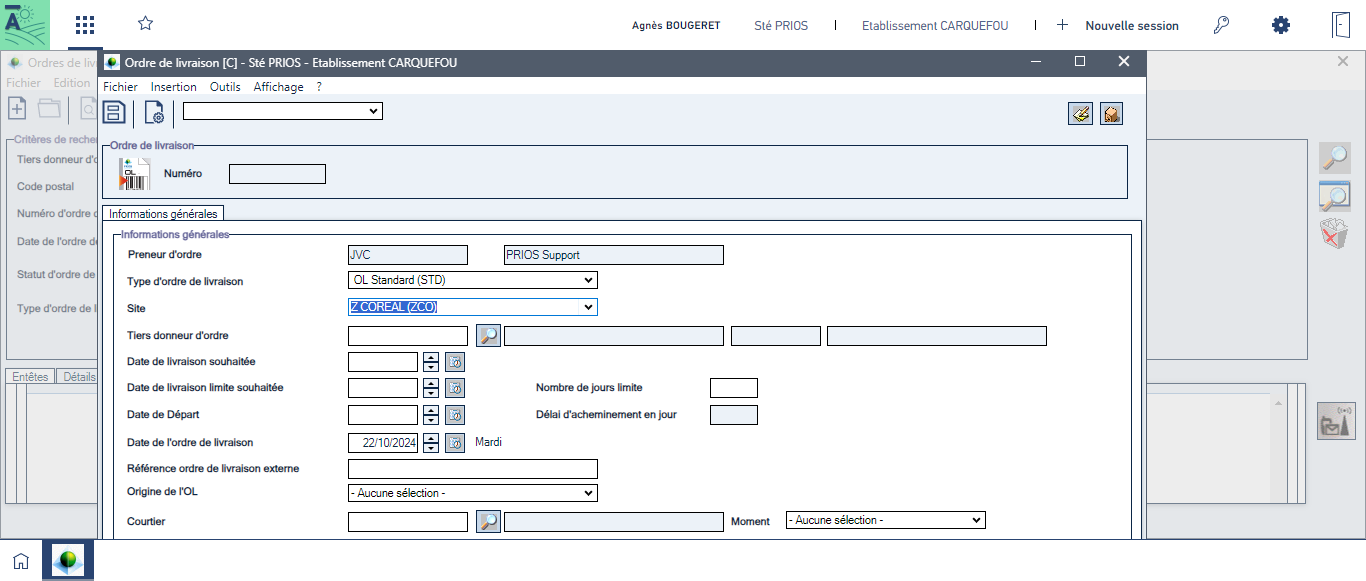 Agnès BOUGERET Sté PRIOS Etablissement CARQUEFOU Nouvelle session
Ordres de liv
Fichier Edition
Critères de recher
Tiers donneur d'o
Code postal
Numéro d'ordre d
Date de l'ordre de
Statut d'ordre de
Type d'ordre de l
Entêtes Détails
Ordre de livraison [C] - Sté PRIOS - Etablissement CARQUEFOU
Fichier Insertion Outils Affichage ?
Ordre de livraison
OL
Numéro
Informations générales
Informations générales
Preneur d'ordre JVC PRIOS Support
Type d'ordre de livraison OL Standard (STD)
Site Z COREAL (ZCO)
Tiers donneur d'ordre
Date de livraison souhaitée
Date de livraison limite souhaitée Nombre de jours limite
Date de Départ Délai d'acheminement en jour
Date de l'ordre de livraison 22/10/2024 Mardi
Référence ordre de livraison externe
Origine de l'OL - Aucune sélection -
Courtier Moment - Aucune sélection -